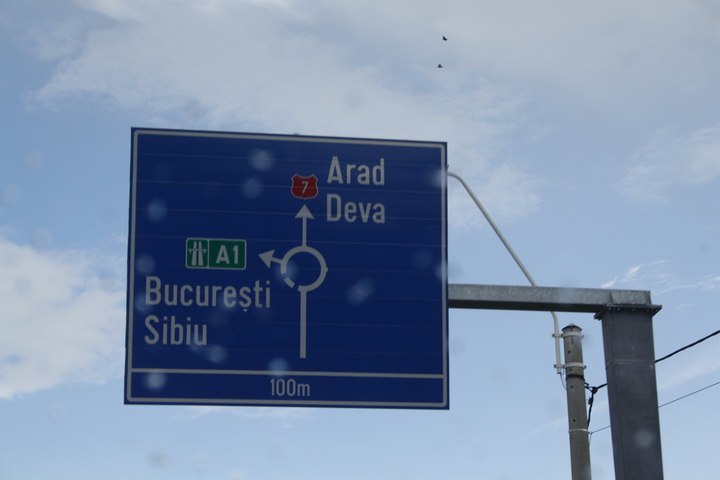 7
Arad
Deva
A1
București
Sibiu
100m